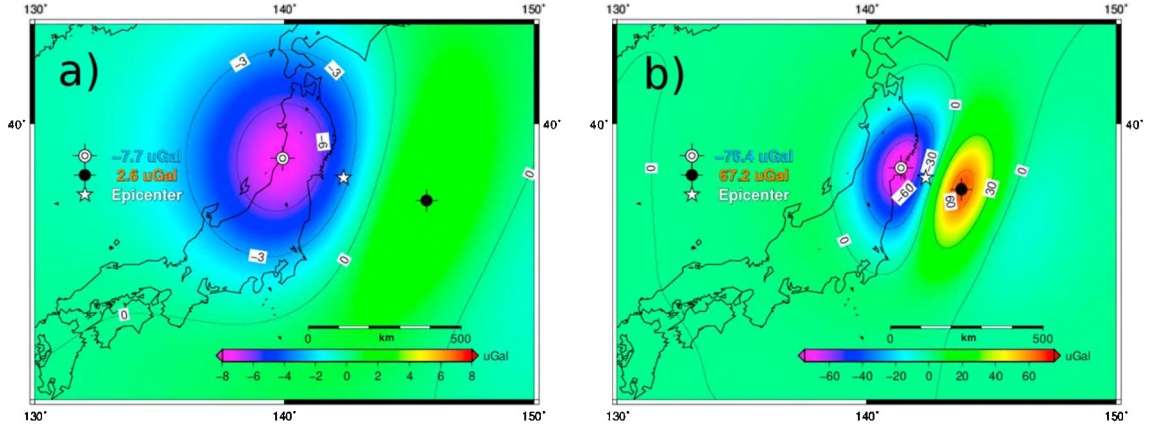 130° 140° 150°
a)
-3 -3
40° 40°
-6
-7.7 uGal
2.6 uGal
Epicenter
0
-3 0
0
0 500
km
uGal
-8 -6 -4 -2 0 2 4 6 8
130° 140° 150°
130° 140° 150°
b)
0
40° 40°
-76.4 uGal
67.2 uGal
Epicenter
0 -30 0
-60 60 30
0
0 500
km
uGal
-60 -40 -20 0 20 40 60
130° 140° 150°